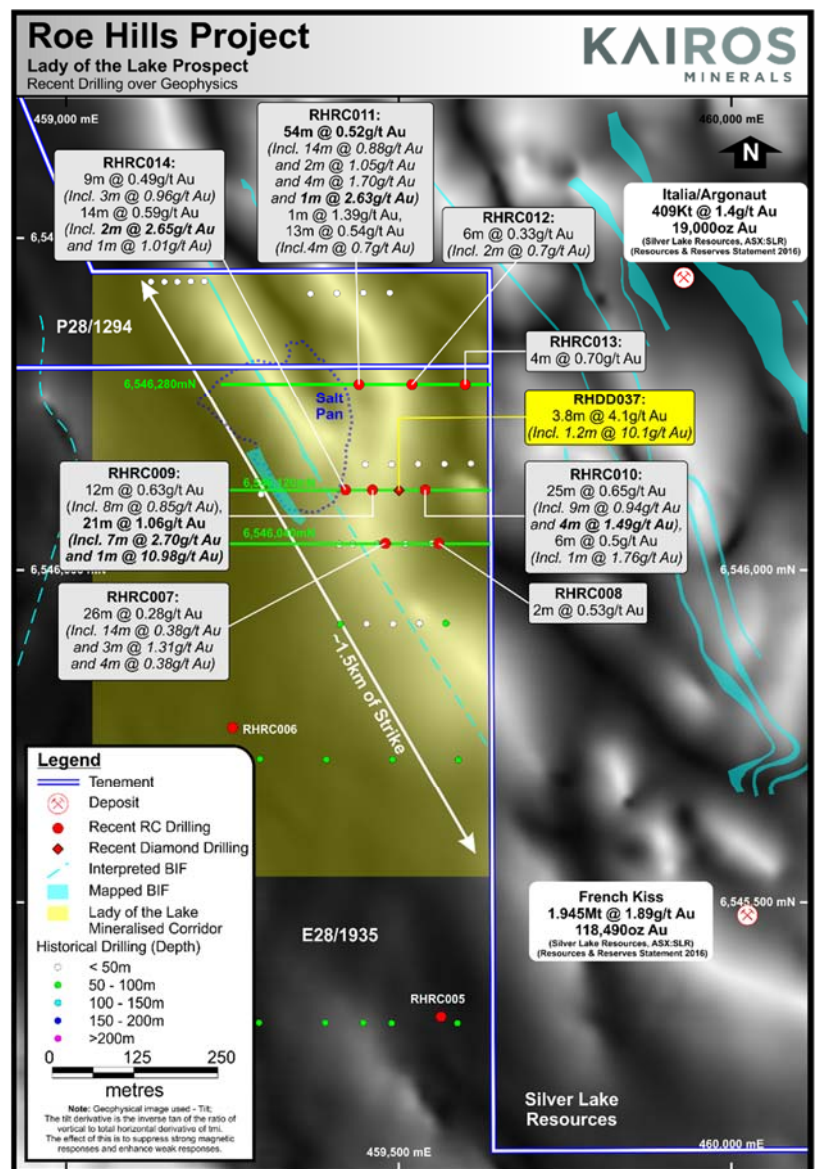 Roe Hills Project
Lady of the Lake Prospect
Recent Drilling over Geophysics
KAIROS
MINERALS
459,000 mE
460,000 mE
N
RHRC011:
54m @ 0.52g/t Au
(Incl. 14m @ 0.88g/t Au
and 2m @ 1.05g/t Au
and 4m @ 1.70g/t Au
and 1m @ 2.63g/t Au)
1m @ 1.39g/t Au,
13m @ 0.54g/t Au
(Incl.4m @ 0.7g/t Au)
RHRC014:
9m @ 0.49g/t Au
(Incl. 3m @ 0.96g/t Au)
14m @ 0.59g/t Au
(Incl. 2m @ 2.65g/t Au
and 1m @ 1.01g/t Au)
RHRC012:
6m @ 0.33g/t Au
(Incl. 2m @ 0.7g/t Au)
Italia/Argonaut
409Kt @ 1.4g/t Au
19,000oz Au
(Silver Lake Resources, ASX:SLR)
(Resources & Reserves Statement 2016)
P28/1294
RHRC013:
4m @ 0.70g/t Au
6,546,280mN
Salt
Pan
RHDD037:
3.8m @ 4.1g/t Au
(Incl. 1.2m @ 10.1g/t Au)
RHRC009:
12m @ 0.63g/t Au
(Incl. 8m @ 0.85g/t Au),
21m @ 1.06g/t Au
(Incl. 7m @ 2.70g/t Au
and 1m @ 10.98g/t Au)
RHRC010:
25m @ 0.65g/t Au
(Incl. 9m @ 0.94g/t Au
and 4m @ 1.49g/t Au),
6m @ 0.5g/t Au
(Incl. 1m @ 1.76g/t Au)
6,546,000 mN
RHRC007:
26m @ 0.28g/t Au
(Incl. 14m @ 0.38g/t Au
and 3m @ 1.31g/t Au
and 4m @ 0.38g/t Au)
RHRC008
2m @ 0.53g/t Au
~1.5km of Strike
RHRC006
Legend
Tenement
Deposit
Recent RC Drilling
Recent Diamond Drilling
Interpreted BIF
Mapped BIF
Lady of the Lake
Mineralised Corridor
Historical Drilling (Depth)
< 50m
50 - 100m
100 - 150m
150 - 200m
>200m
0 125 250
metres
Note: Geophysical image used - Tilt;
The tilt derivative is the inverse tan of the ratio of
vertical to total horizontal derivative of tmi.
The effect of this is to suppress strong magnetic
responses and enhance weak responses.
French Kiss
1.945Mt @ 1.89g/t Au
118,490oz Au
(Silver Lake Resources, ASX:SLR)
(Resources & Reserves Statement 2016)
6,545,500 mN
E28/1935
RHRC005
Silver Lake
Resources
459,500 mE
460.000 mE